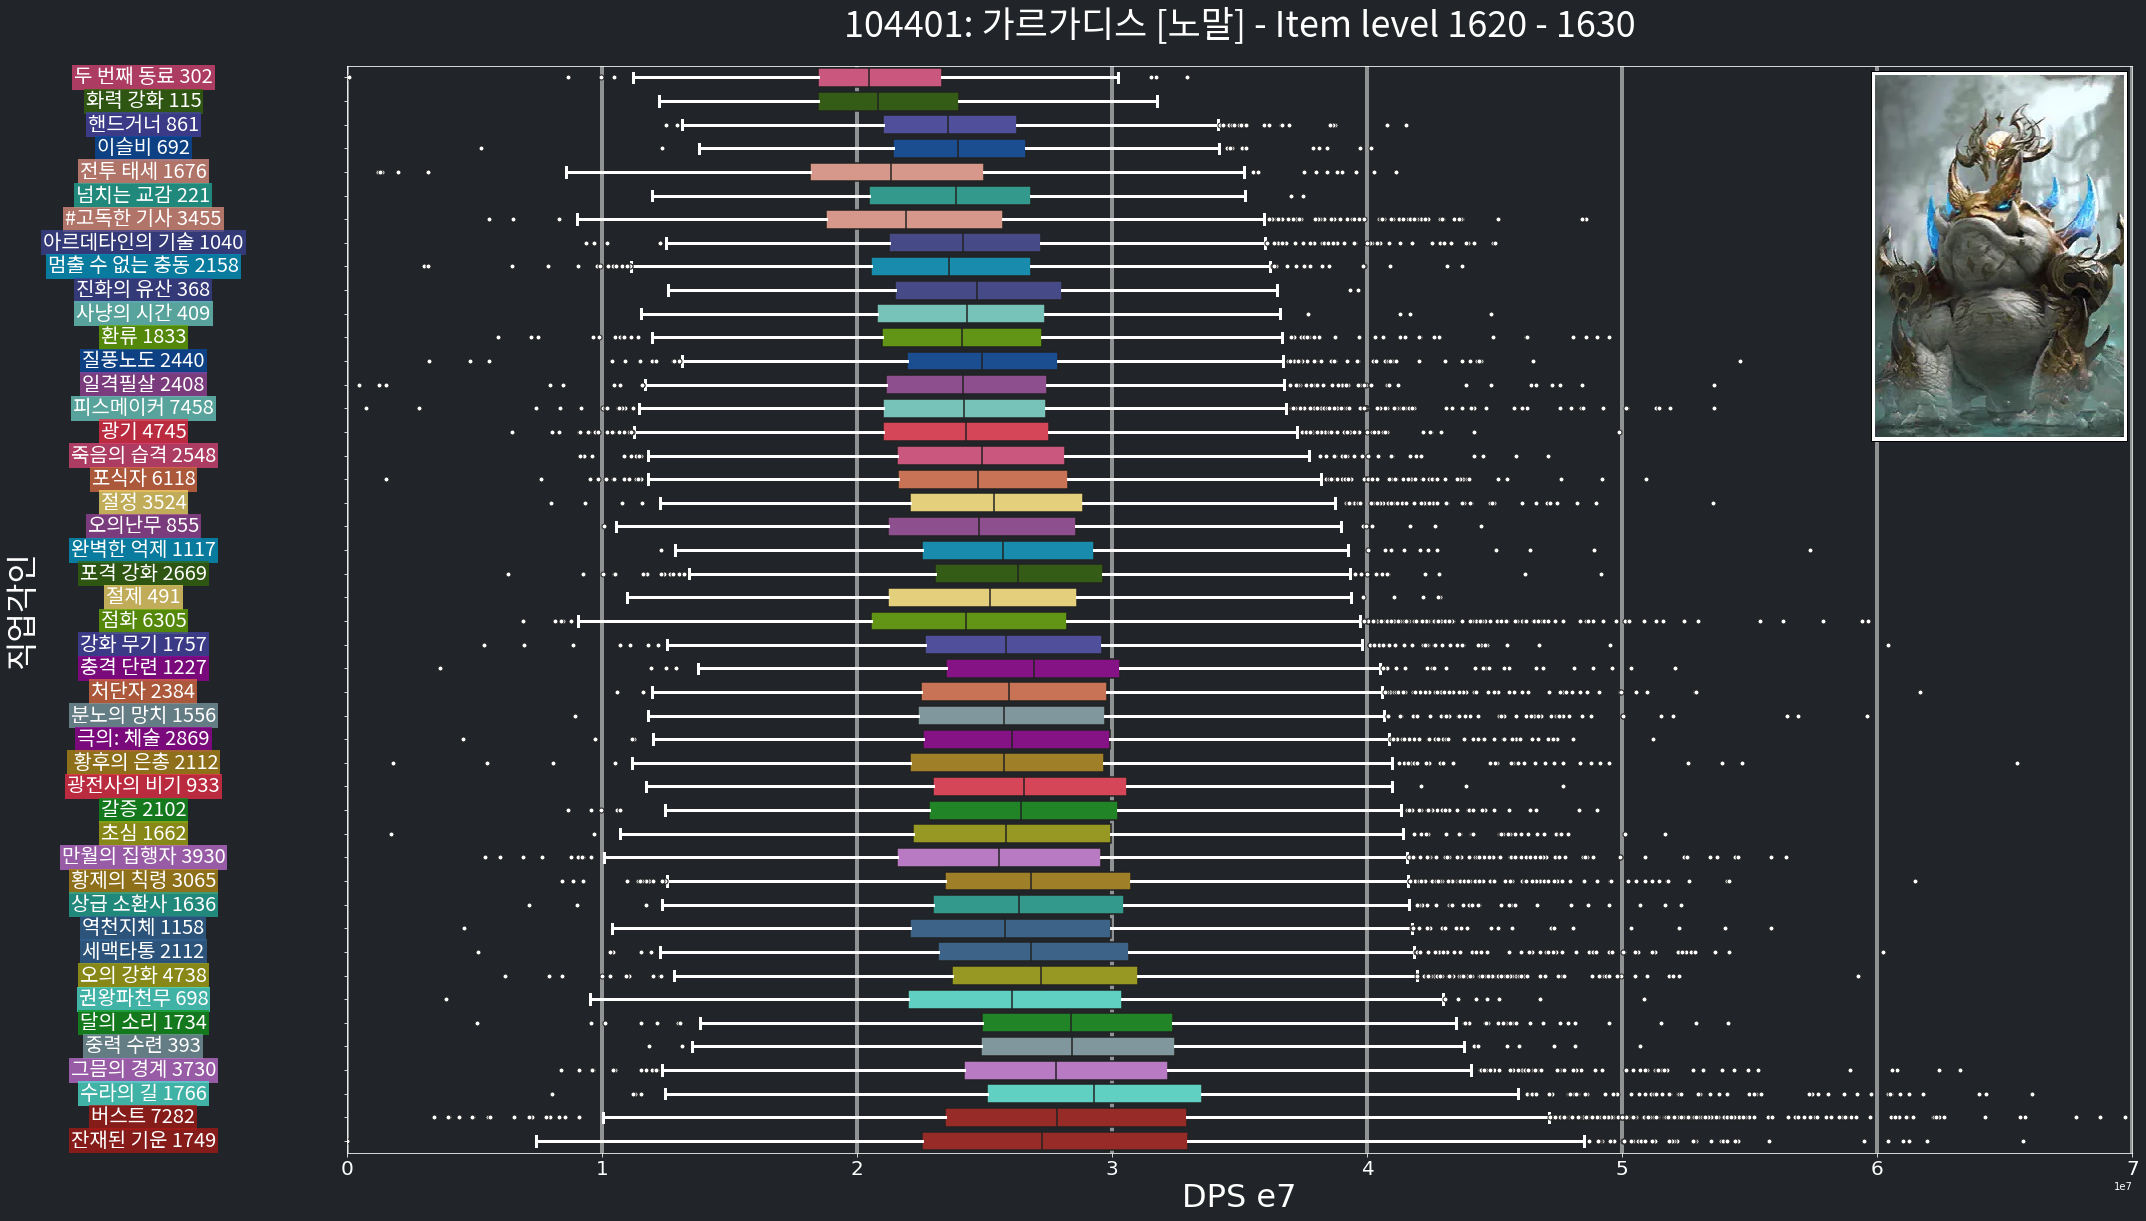 104401: 가르가디스 [노말] - Item level 1620 - 1630
두 번째 동료 302
화력 강화 115
핸드거너 861
이슬비 692
전투 태세 1676
넘치는 교감 221
#고독한 기사 3455
아르데타인의 기술 1040
멈출 수 없는 충동 2158
진화의 유산 368
사냥의 시간 409
환류 1833
질풍노도 2440
일격필살 2408
피스메이커 7458
광기 4745
죽음의 습격 2548
포식자 6118
절정 3524
오의난무 855
완벽한 억제 1117
포격 강화 2669
절제 491
점화 6305
강화 무기 1757
충격 단련 1227
처단자 2384
분노의 망치 1556
극의: 체술 2869
황후의 은총 2112
광전사의 비기 933
갈증 2102
초심 1662
만월의 집행자 3930
황제의 칙령 3065
상급 소환사 1636
역천지체 1158
세맥타통 2112
오의 강화 4738
권왕파천무 698
달의 소리 1734
중력 수련 393
그믐의 경계 3730
수라의 길 1766
버스트 7282
잔재된 기운 1749
직업각인
0 1 2 3 4 5 6 7
1e7
DPS e7